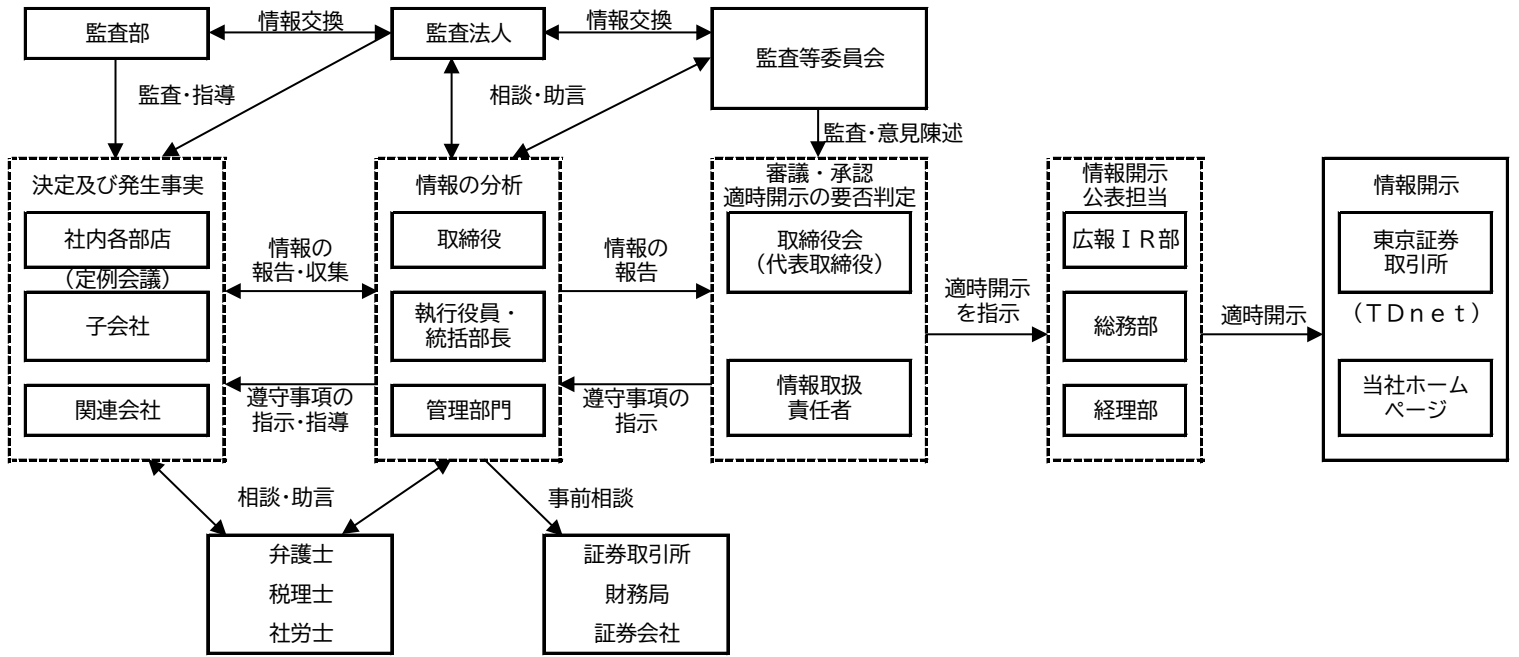 監査部
情報交換
監査法人
情報交換
監査等委員会
監査・指導
相談・助言
監査・意見陳述
決定及び発生事実
社内各部店
(定例会議)
子会社
関連会社
情報の
報告・収集
遵守事項の
指示・指導
情報の分析
取締役
執行役員・
統括部長
管理部門
情報の
報告
遵守事項の
指示
審議・承認
適時開示の要否判定
取締役会
(代表取締役)
情報取扱
責任者
適時開示
を指示
情報開示
公表担当
広報IR部
総務部
経理部
適時開示
情報開示
東京証券
取引所
(TDnet)
当社ホーム
ページ
相談・助言
事前相談
弁護士
税理士
社労士
証券取引所
財務局
証券会社